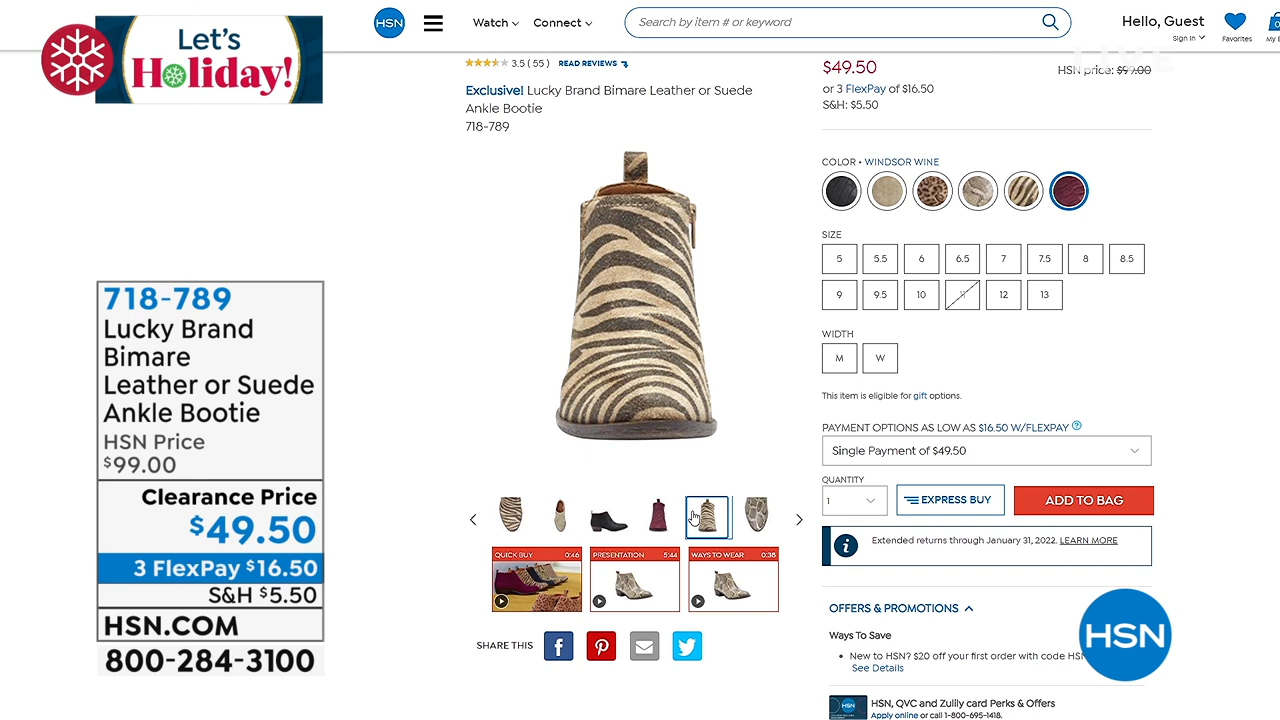 Let's
Holiday!
HSN
Watch
Connect
Search by item # or keyword
Hello, Guest
Sign In
Favorites
3.5 ( 55 )
READ REVIEWS
Exclusive! Lucky Brand Bimare Leather or Suede
Ankle Bootie
718-789
$49.50
HSN price: $99.00
or 3 FlexPay of $16.50
S&H: $5.50
COLOR • WINDSOR WINE
SIZE
5 5.5 6 6.5 7 7.5 8 8.5
9 9.5 10 11 12 13
WIDTH
M W
This item is eligible for gift options.
PAYMENT OPTIONS AS LOW AS $16.50 W/FLEXPAY ?
Single Payment of $49.50
QUANTITY
1
EXPRESS BUY
ADD TO BAG
i
Extended returns through January 31, 2022. LEARN MORE
OFFERS & PROMOTIONS
Ways To Save
• New to HSN? $20 off your first order with code
See Details
HSN
HSN, QVC and Zulily card Perks & Offers
Apply online or call 1-800-695-1418.
QUICK BUY 0:46
PRESENTATION 5:44
WAYS TO WEAR 0:38
SHARE THIS
718-789
Lucky Brand
Bimare
Leather or Suede
Ankle Bootie
HSN Price
$99.00
Clearance Price
$49.50
3 FlexPay $16.50
S&H $5.50
HSN.COM
800-284-3100
HSN